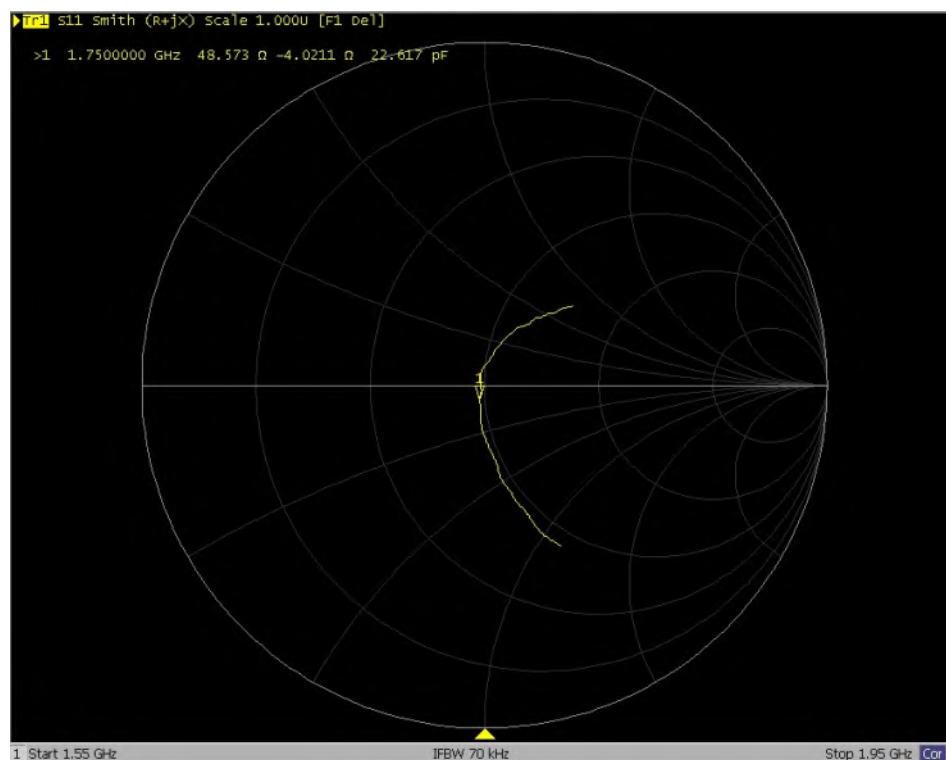 Tr1 S11 Smith (R+jX) Scale 1.000U [F1 Del]
>1 1.7500000 GHz 48.573 Ω -4.0211 Ω 22.617 pF
1
1 Start 1.55 GHz IFBW 70 kHz Stop 1.95 GHz Cor